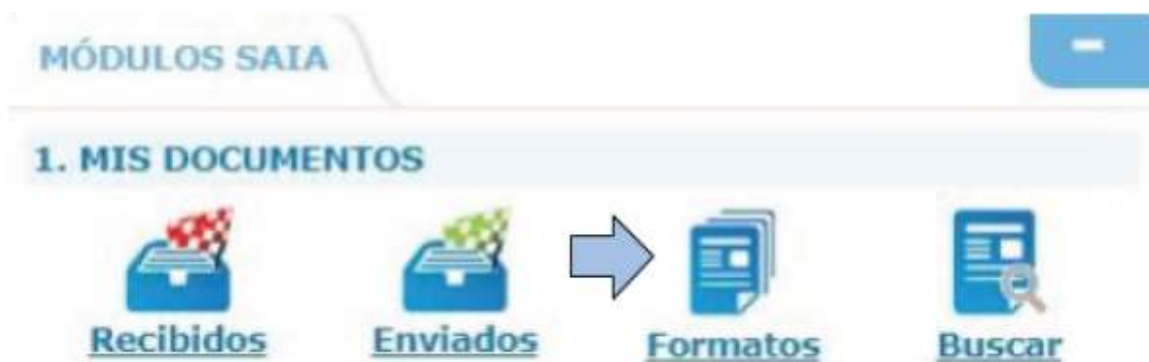 MÓDULOS SAIA
1. MIS DOCUMENTOS
Recibidos Enviados Formatos Buscar